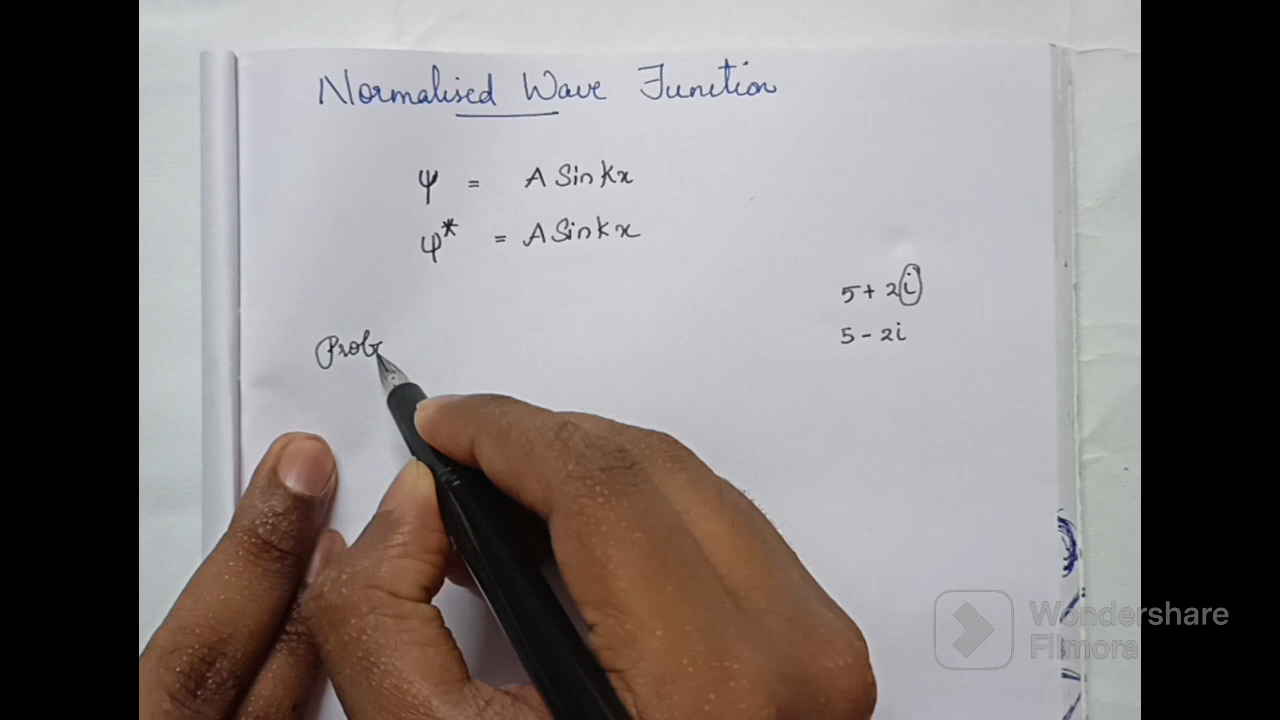 Normalised Wave Function
ψ = A Sin kx
ψ* = A Sin kx
5 + 2i
5 - 2i
Prob
Wondershare
Filmora